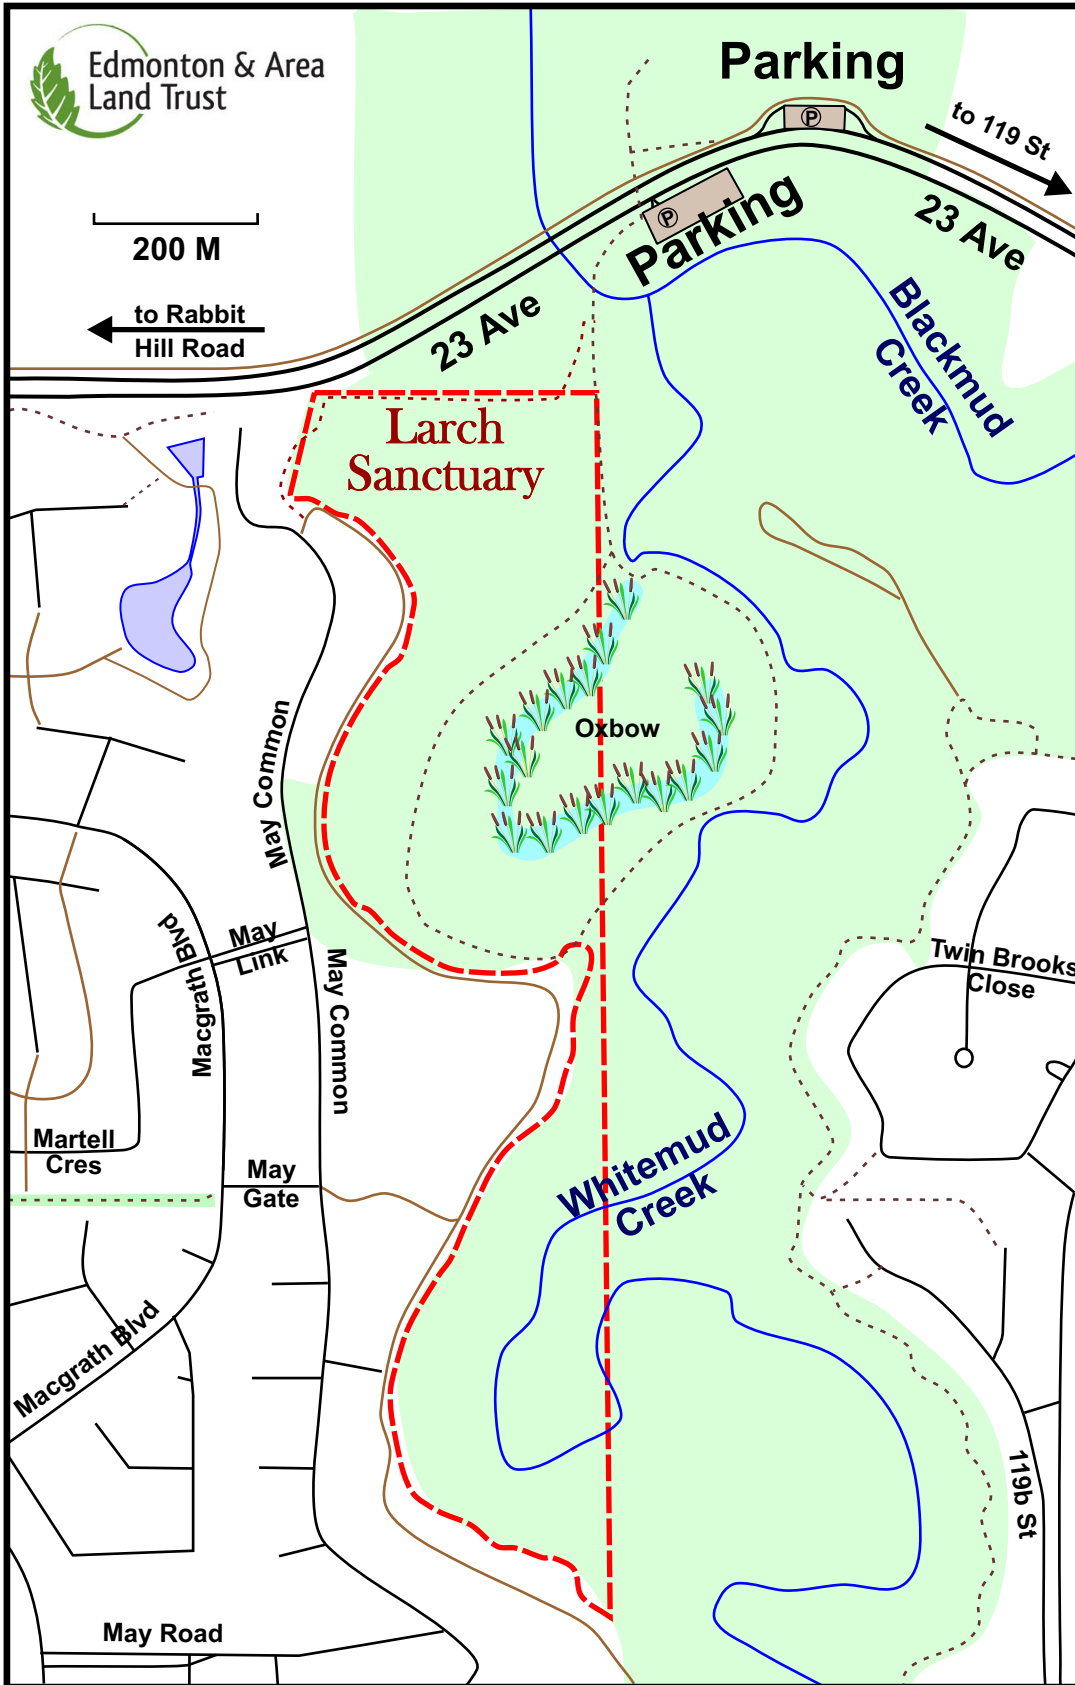 Edmonton & Area
Land Trust
Parking
P
to 119 St
200 M
P
Parking
23 Ave
to Rabbit
Hill Road
23 Ave
Blackmud
Creek
Larch
Sanctuary
May Common
Oxbow
Macgrath Blvd
May
Link
May Common
Twin Brooks
Close
Martell
Cres
May
Gate
Whitemud
Creek
Macgrath Blvd
119b St
May Road